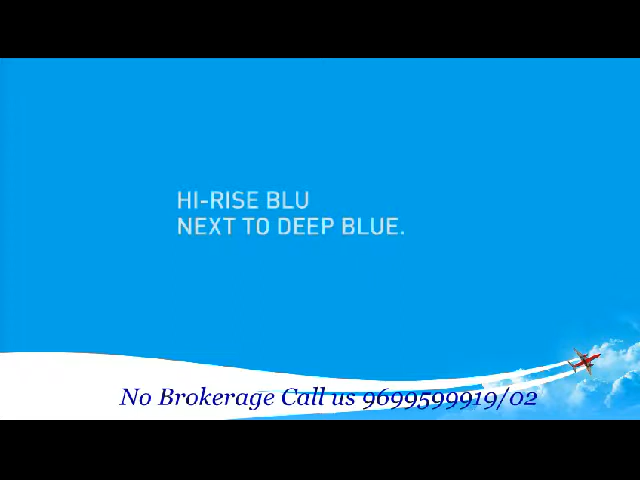 HI-RISE BLU
NEXT TO DEEP BLUE.
No Brokerage Call us 9699599919/02